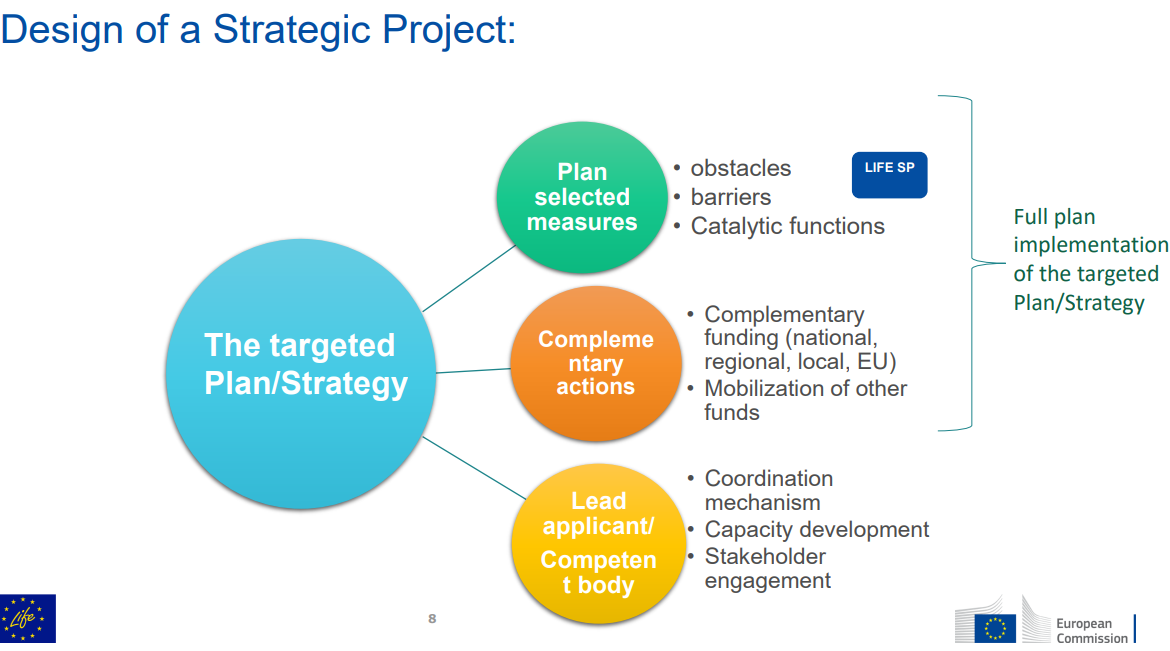 Design of a Strategic Project:
The targeted
Plan/Strategy
Plan
selected
measures
• obstacles
• barriers
• Catalytic functions
LIFE SP
Compleme
ntary
actions
• Complementary
funding (national,
regional, local, EU)
• Mobilization of other
funds
Lead
applicant/
Competen
t body
• Coordination
mechanism
• Capacity development
• Stakeholder
engagement
Full plan
implementation
of the targeted
Plan/Strategy
Life
8
European
Commission